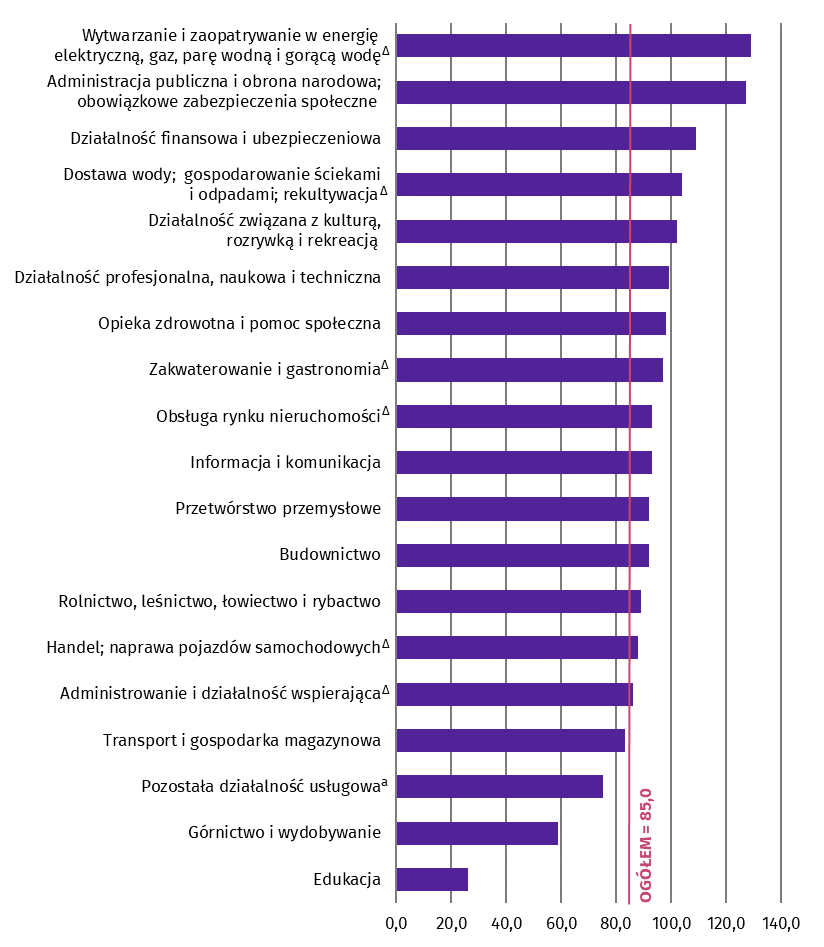 Wytwarzanie i zaopatrywanie w energię
elektryczną, gaz, parę wodną i gorącą wodęΔ
Administracja publiczna i obrona narodowa;
obowiązkowe zabezpieczenia społeczne
Działalność finansowa i ubezpieczeniowa
Dostawa wody; gospodarowanie ściekami
i odpadami; rekultywacjaΔ
Działalność związana z kulturą,
rozrywką i rekreacją
Działalność profesjonalna, naukowa i techniczna
Opieka zdrowotna i pomoc społeczna
Zakwaterowanie i gastronomiaΔ
Obsługa rynku nieruchomościΔ
Informacja i komunikacja
Przetwórstwo przemysłowe
Budownictwo
Rolnictwo, leśnictwo, łowiectwo i rybactwo
Handel; naprawa pojazdów samochodowychΔ
Administrowanie i działalność wspierającaΔ
Transport i gospodarka magazynowa
Pozostała działalność usługowaᵃ
Górnictwo i wydobywanie
Edukacja
OGÓŁEM = 85,0
0,0 20,0 40,0 60,0 80,0 100,0 120,0 140,0